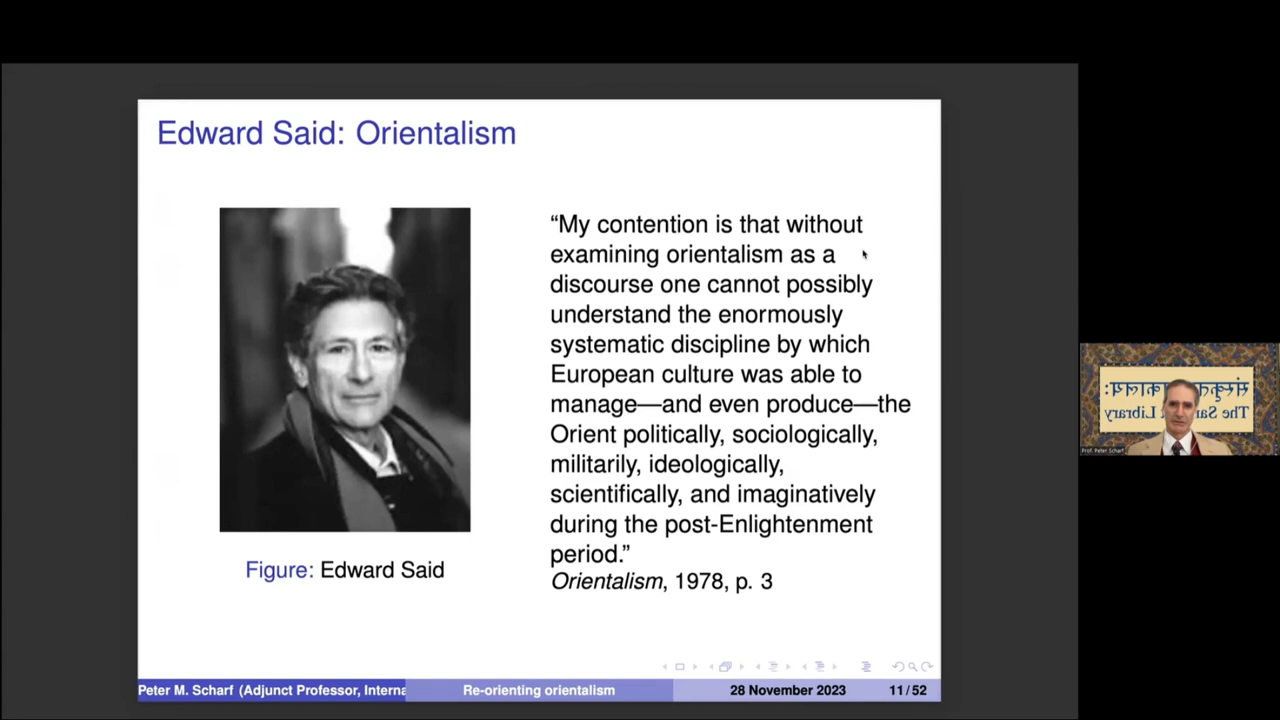 Edward Said: Orientalism
“My contention is that without
examining orientalism as a
discourse one cannot possibly
understand the enormously
systematic discipline by which
European culture was able to
manage—and even produce—the
Orient politically, sociologically,
militarily, ideologically,
scientifically, and imaginatively
during the post-Enlightenment
period.”
Orientalism, 1978, p. 3
Figure: Edward Said
Peter M. Scharf (Adjunct Professor, Interna
Re-orienting orientalism
28 November 2023
11/52
The Sa
Library
Prof. Peter Scharf